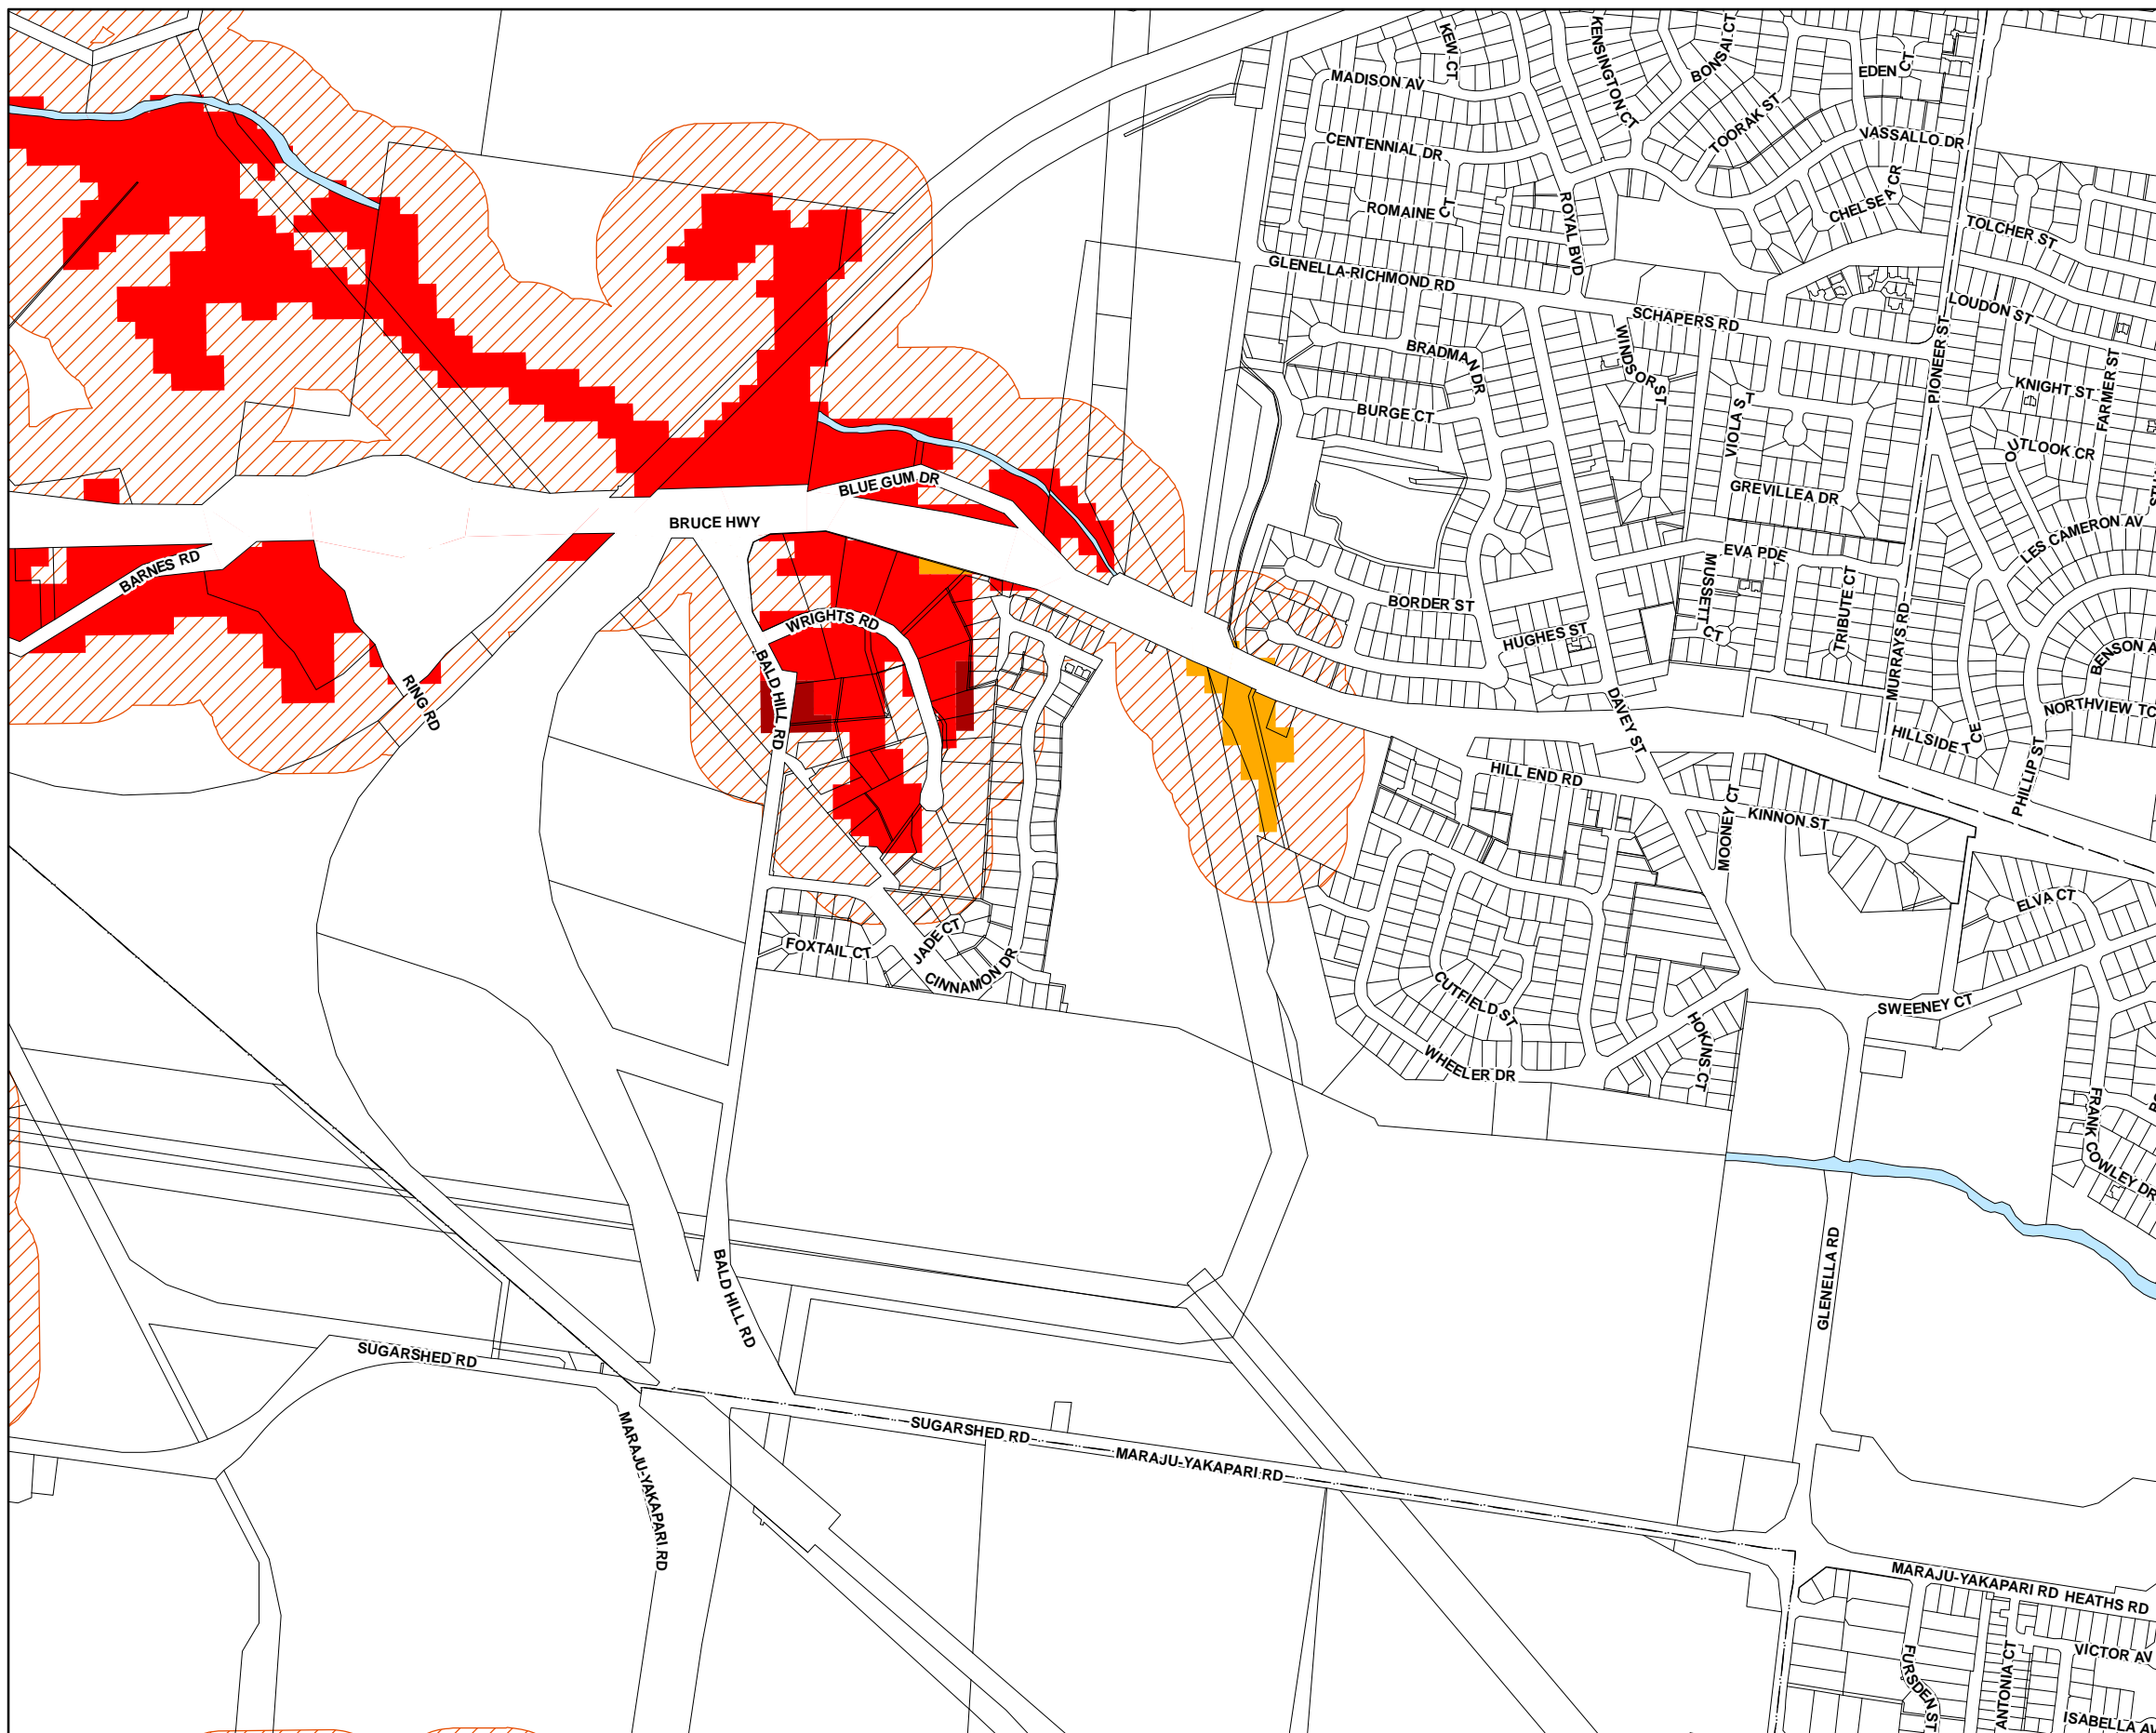 KEW CT
KENSINGTON CT
BONSAI CT
EDEN CT
MADISON AV
TOORAK ST
VASSALLO DR
CENTENNIAL DR
CHELSEA CR
ROMAINE CT
ROYAL BVD
TOLCHER ST
GLENELLA-RICHMOND RD
LOUDON ST
SCHAPERS RD
WINDSOR ST
PIONEER ST
BRADMAN DR
KNIGHT ST
FARMER ST
BURGE CT
VIOLA ST
OUTLOOK CR
BLUE GUM DR
GREVILLEA DR
BRUCE HWY
LES CAMERON AV
EVA PDE
BARNES RD
MUSSETT CT
TRIBUTE CT
BORDER ST
WRIGHTS RD
HUGHES ST
MURRAYS RD
BENSON A
BALD HILL RD
RING RD
DAVEY ST
NORTHVIEW TC
HILLSIDE TCE
PHILLIP ST
HILL END RD
MOONEY CT
KINNON ST
ELVA CT
FOXTAIL CT
JADE CT
CINNAMON DR
CUTFIELD ST
SWEENEY CT
HOKINS CT
WHEELER DR
FRANK COWLEY DR
GLENELLA RD
BALD HILL RD
SUGARSHED RD
SUGARSHED RD
MARAJU-YAKAPARI RD
MARAJU-YAKAPARI RD
MARAJU-YAKAPARI RD
HEATHS RD
VICTOR AV
FURSDEN ST
ANTONIA CT
ISABELLA A